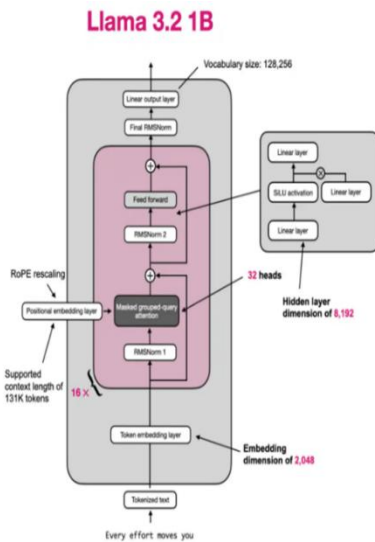 Llama 3.2 1B
Vocabulary size: 128,256
Linear output layer
Final RMSNorm
Feed forward
RMSNorm 2
Masked grouped-query
attention
RMSNorm 1
16 ×
RoPE rescaling
Positional embedding layer
Supported
context length of
131K tokens
Linear layer
SiLU activation
Linear layer
Linear layer
32 heads
Hidden layer
dimension of 8,192
Token embedding layer
Embedding
dimension of 2,048
Tokenized text
Every effort moves you